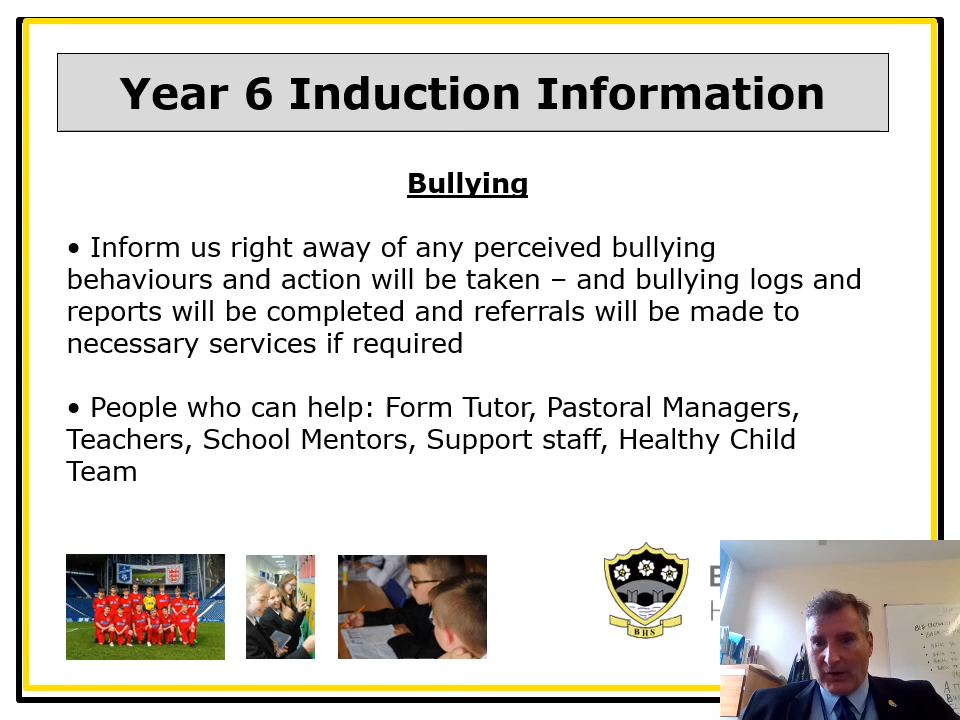 Year 6 Induction Information
Bullying
• Inform us right away of any perceived bullying
behaviours and action will be taken – and bullying logs and
reports will be completed and referrals will be made to
necessary services if required
• People who can help: Form Tutor, Pastoral Managers,
Teachers, School Mentors, Support staff, Healthy Child
Team
BHS